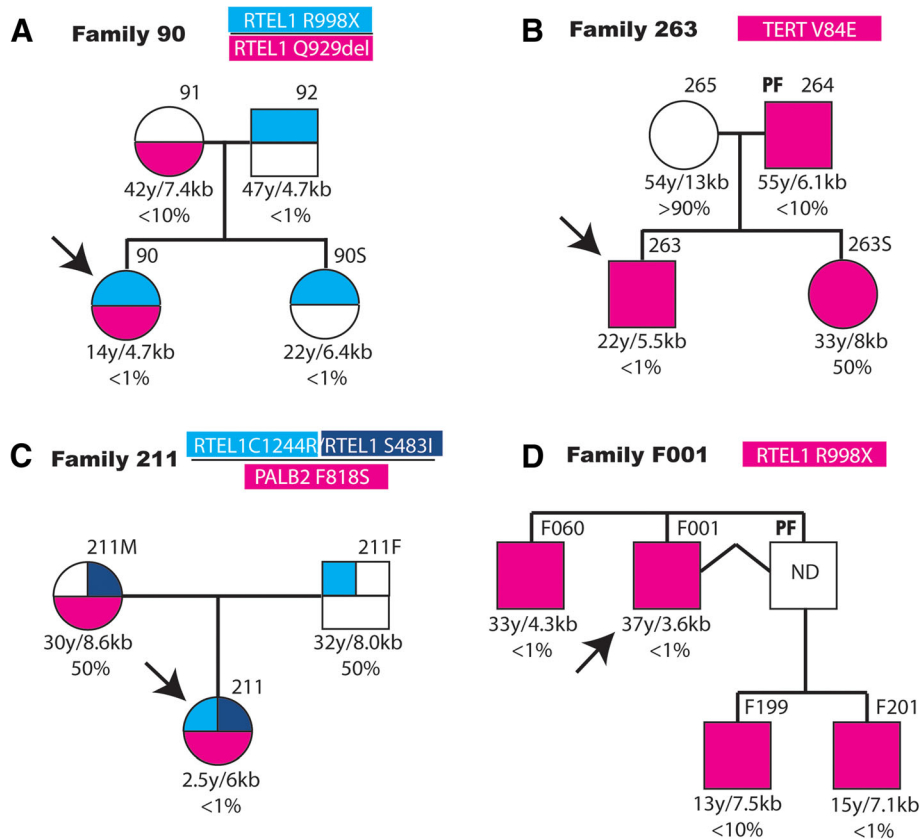 A
Family 90
RTEL1 R998X
RTEL1 Q929del
91
92
42y/7.4kb
<10%
47y/4.7kb
<1%
90
90S
14y/4.7kb
<1%
22y/6.4kb
<1%
B
Family 263
TERT V84E
265
PF 264
54y/13kb
>90%
55y/6.1kb
<10%
263
263S
22y/5.5kb
<1%
33y/8kb
50%
C
Family 211
RTEL1C1244R/RTEL1 S483I
PALB2 F818S
211M
211F
30y/8.6kb
50%
32y/8.0kb
50%
211
2.5y/6kb
<1%
D
Family F001
RTEL1 R998X
F060
F001
PF
ND
33y/4.3kb
<1%
37y/3.6kb
<1%
F199
F201
13y/7.5kb
<10%
15y/7.1kb
<1%